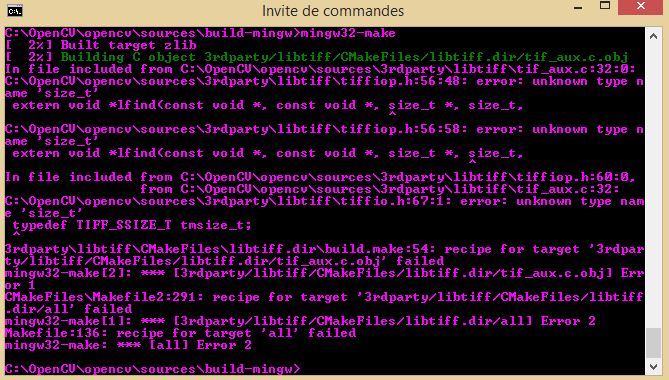 Invite de commandes
C:\OpenCV\opencv\sources\build-mingw>mingw32-make
[  2%] Built target zlib
[  2%] Building C object 3rdparty/libtiff/CMakeFiles/libtiff.dir/tif_aux.c.obj
In file included from C:\OpenCV\opencv\sources\3rdparty\libtiff\tif_aux.c:32:0:
C:\OpenCV\opencv\sources\3rdparty\libtiff\tiffiop.h:56:48: error: unknown type n
ame 'size_t'
 extern void *lfind(const void *, const void *, size_t *, size_t,
                                                ^
C:\OpenCV\opencv\sources\3rdparty\libtiff\tiffiop.h:56:58: error: unknown type n
ame 'size_t'
 extern void *lfind(const void *, const void *, size_t *, size_t,
                                                          ^
In file included from C:\OpenCV\opencv\sources\3rdparty\libtiff\tiffiop.h:60:0,
                 from C:\OpenCV\opencv\sources\3rdparty\libtiff\tif_aux.c:32:
C:\OpenCV\opencv\sources\3rdparty\libtiff\tiffio.h:67:1: error: unknown type nam
e 'size_t'
 typedef TIFF_SSIZE_T tmsize_t;
 ^
3rdparty\libtiff\CMakeFiles\libtiff.dir\build.make:54: recipe for target '3rdpar
ty/libtiff/CMakeFiles/libtiff.dir/tif_aux.c.obj' failed
mingw32-make[2]: *** [3rdparty/libtiff/CMakeFiles/libtiff.dir/tif_aux.c.obj] Err
or 1
CMakeFiles\Makefile2:291: recipe for target '3rdparty/libtiff/CMakeFiles/libtiff
.dir/all' failed
mingw32-make[1]: *** [3rdparty/libtiff/CMakeFiles/libtiff.dir/all] Error 2
Makefile:136: recipe for target 'all' failed
mingw32-make: *** [all] Error 2
C:\OpenCV\opencv\sources\build-mingw>